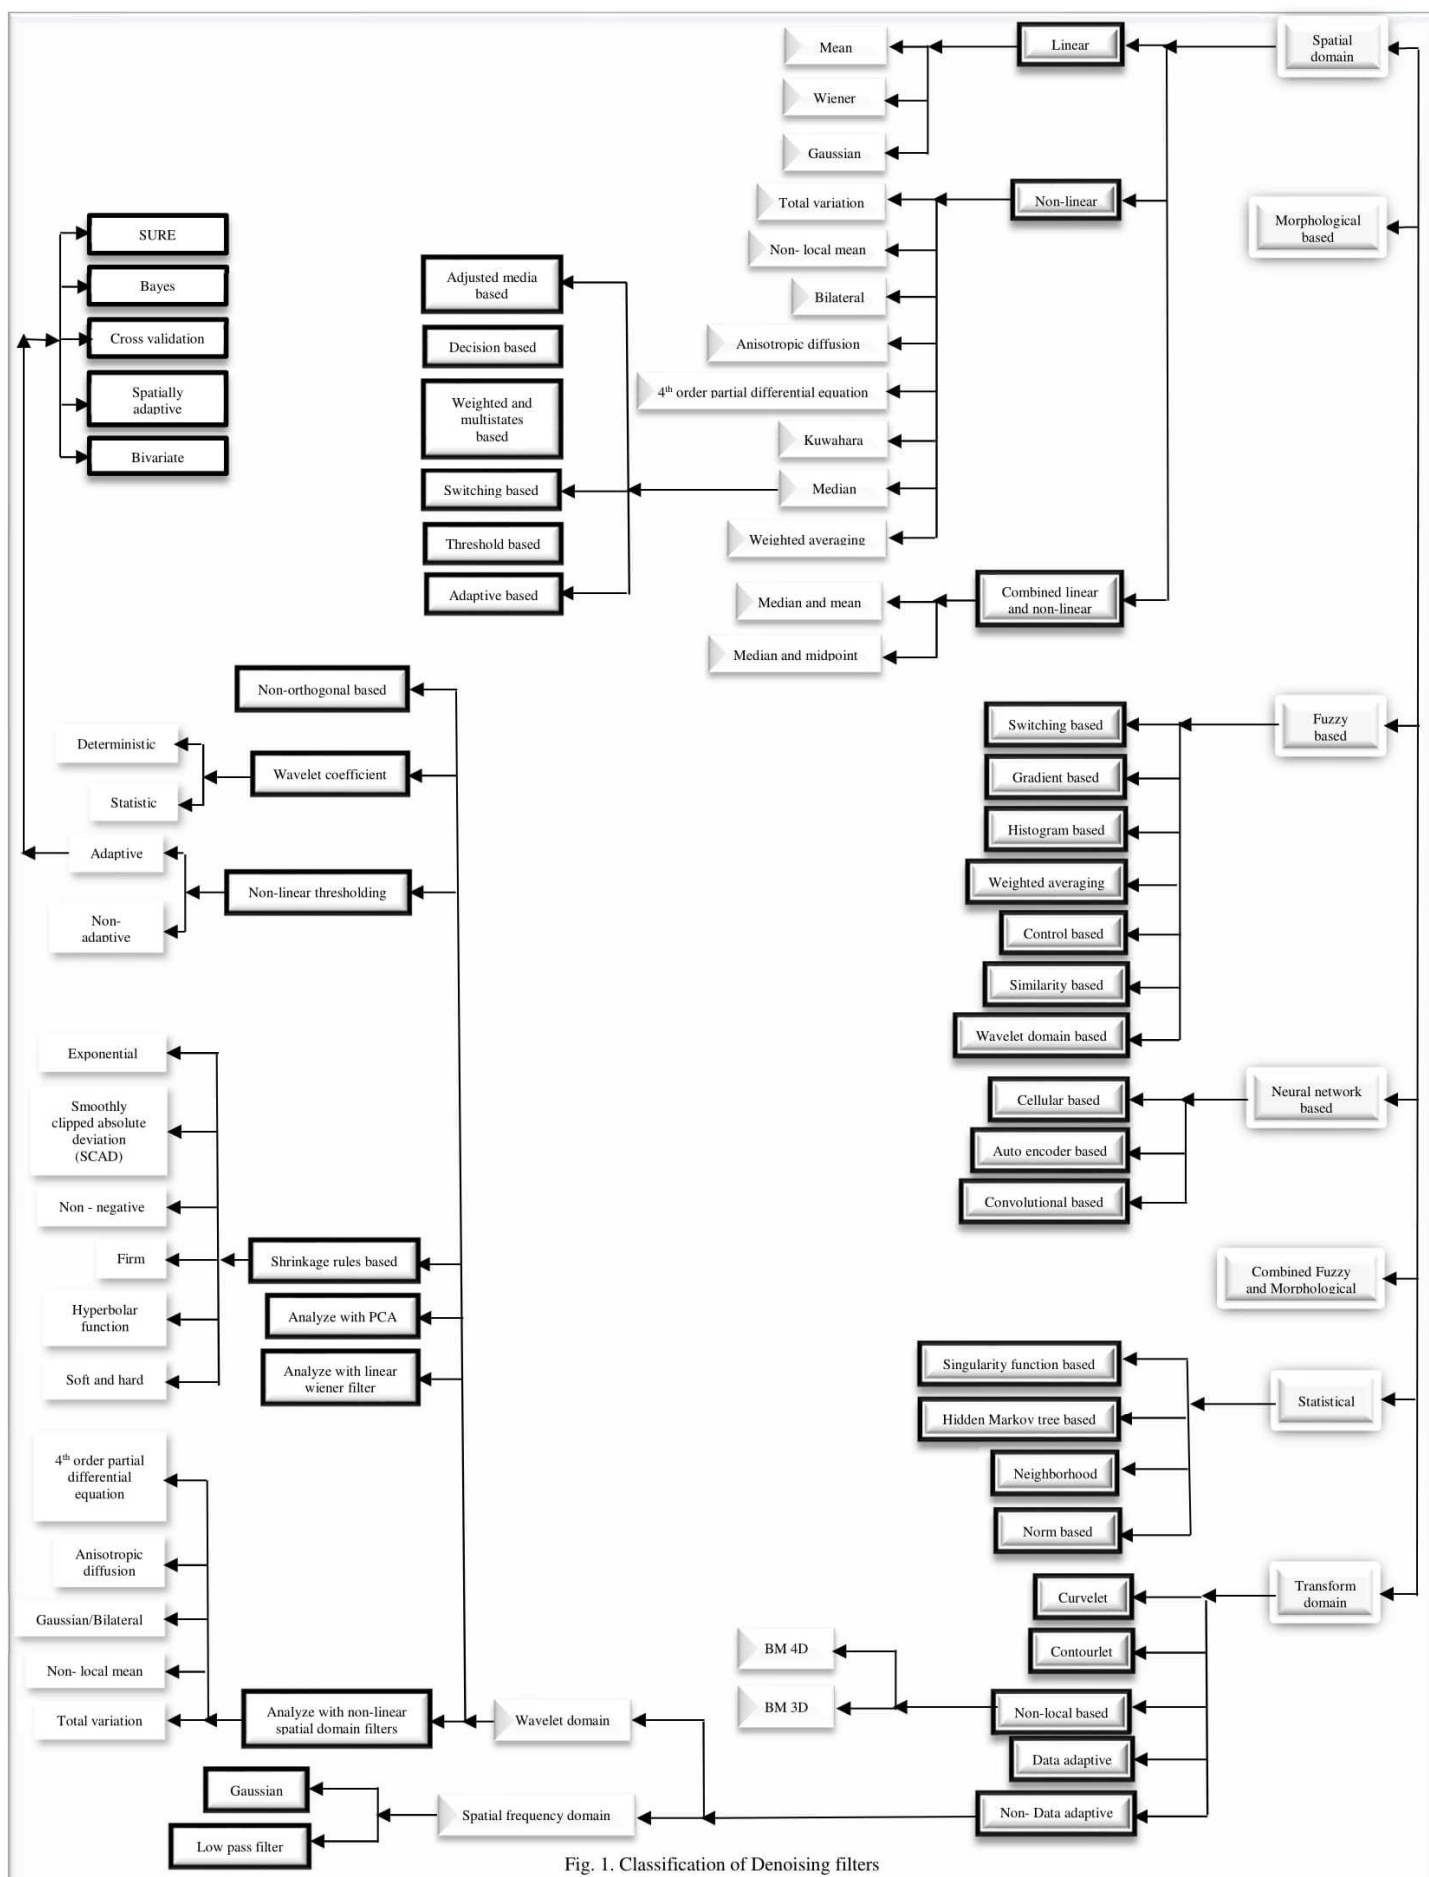 Mean
Linear
Spatial
domain
Wiener
Gaussian
Total variation
Non-linear
Morphological
based
Non- local mean
Bilateral
Anisotropic diffusion
4th order partial differential equation
Kuwahara
Median
Weighted averaging
SURE
Bayes
Cross validation
Spatially
adaptive
Bivariate
Adjusted media
based
Decision based
Weighted and
multistates
based
Switching based
Threshold based
Adaptive based
Median and mean
Combined linear
and non-linear
Median and midpoint
Non-orthogonal based
Deterministic
Wavelet coefficient
Statistic
Adaptive
Non-linear thresholding
Non-
adaptive
Switching based
Fuzzy
based
Gradient based
Histogram based
Weighted averaging
Control based
Similarity based
Wavelet domain based
Cellular based
Neural network
based
Auto encoder based
Convolutional based
Exponential
Smoothly
clipped absolute
deviation
(SCAD)
Non - negative
Firm
Shrinkage rules based
Hyperbolar
function
Analyze with PCA
Soft and hard
Analyze with linear
wiener filter
Combined Fuzzy
and Morphological
Singularity function based
Statistical
Hidden Markov tree based
Neighborhood
Norm based
4th order partial
differential
equation
Anisotropic
diffusion
Gaussian/Bilateral
Non- local mean
Total variation
Analyze with non-linear
spatial domain filters
Wavelet domain
Curvelet
Transform
domain
Contourlet
BM 4D
BM 3D
Non-local based
Data adaptive
Non- Data adaptive
Gaussian
Spatial frequency domain
Low pass filter
Fig. 1. Classification of Denoising filters